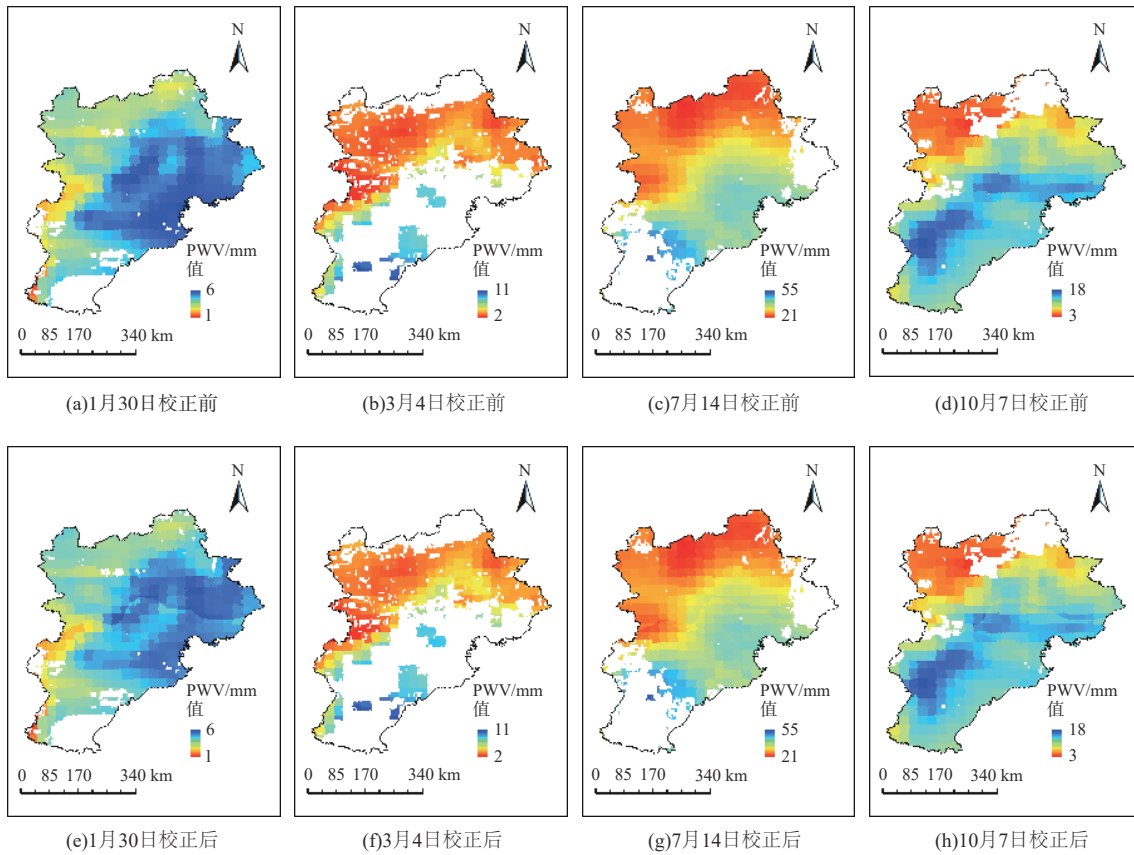 N
N
N
N
PWV/mm
值
6
1
0 85 170 340 km
PWV/mm
值
11
2
0 85 170 340 km
PWV/mm
值
55
21
0 85 170 340 km
PWV/mm
值
18
3
0 85 170 340 km
(a)1月30日校正前
(b)3月4日校正前
(c)7月14日校正前
(d)10月7日校正前
N
N
N
N
PWV/mm
值
6
1
0 85 170 340 km
PWV/mm
值
11
2
0 85 170 340 km
PWV/mm
值
55
21
0 85 170 340 km
PWV/mm
值
18
3
0 85 170 340 km
(e)1月30日校正后
(f)3月4日校正后
(g)7月14日校正后
(h)10月7日校正后